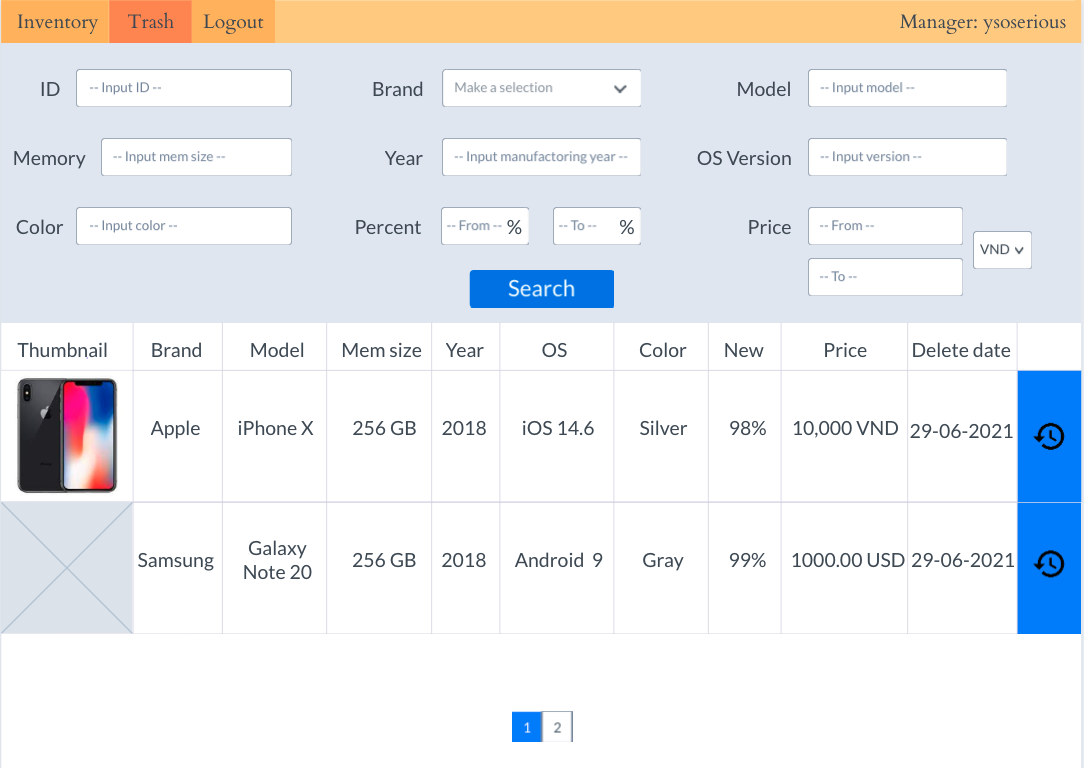 Inventory Trash Logout Manager: ysoserious
ID -- Input ID -- Brand Make a selection Model -- Input model --
Memory -- Input mem size -- Year -- Input manufactoring year -- OS Version -- Input version --
Color -- Input color -- Percent -- From -- % -- To -- % Price -- From --
VND
-- To --
Search
Thumbnail Brand Model Mem size Year OS Color New Price Delete date
Apple iPhone X 256 GB 2018 iOS 14.6 Silver 98% 10,000 VND 29-06-2021
Samsung Galaxy Note 20 256 GB 2018 Android 9 Gray 99% 1000.00 USD 29-06-2021
1 2